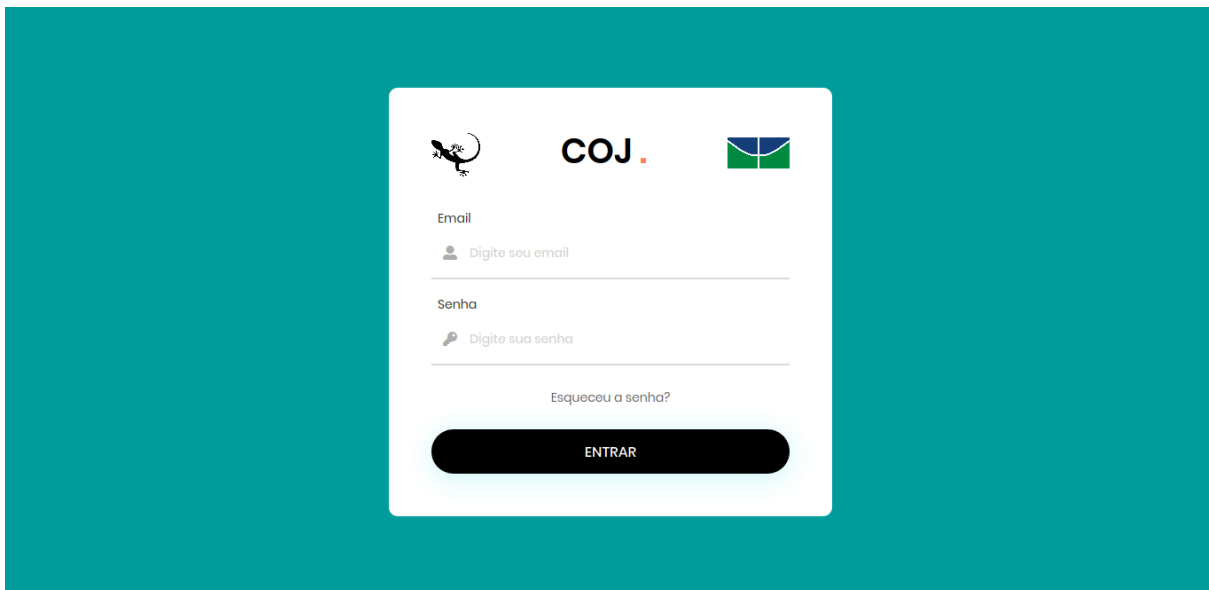 COJ .
Email
Digite seu email
Senha
Digite sua senha
Esqueceu a senha?
ENTRAR